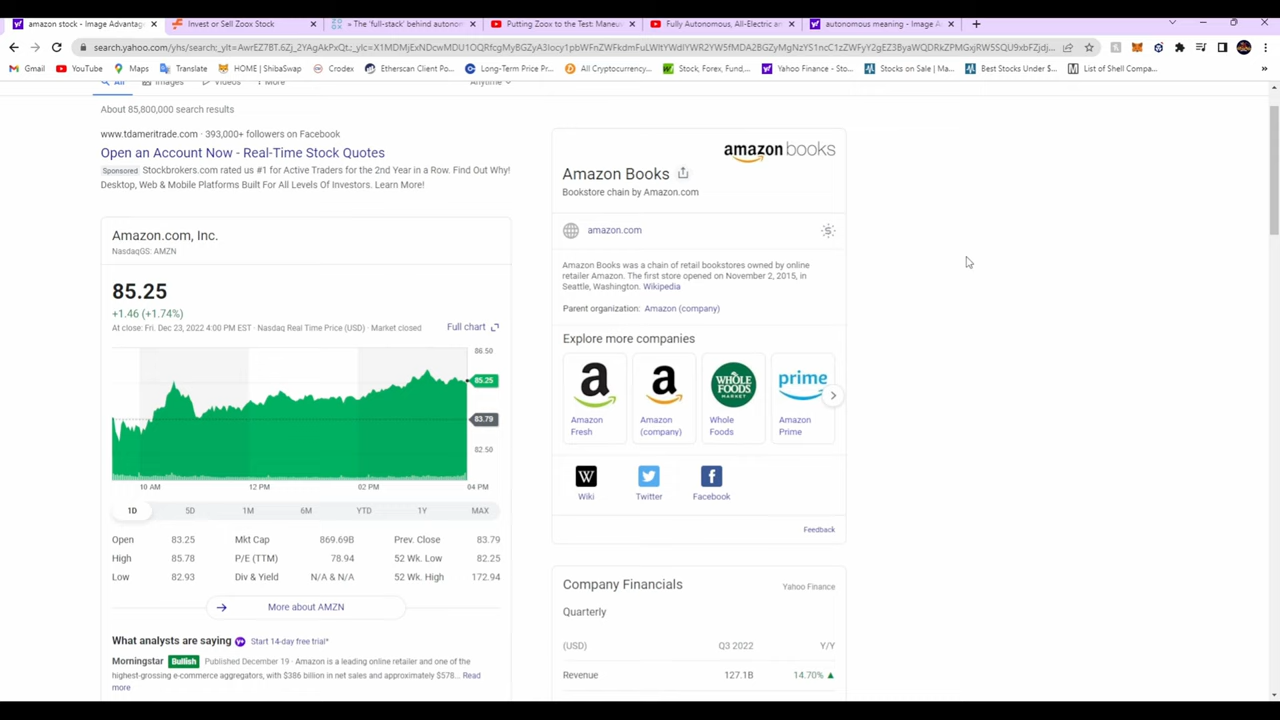 amazon stock - Image Advantage
Invest or Sell Zoox Stock
» The 'full-stack' behind autonom
Putting Zoox to the Test: Maneuv
Fully Autonomous, All-Electric an
autonomous meaning - Image Ad
Gmail
YouTube
Maps
Translate
HOME | ShibaSwap
Crodex
Etherscan Client Po...
Long-Term Price Pr...
All Cryptocurrency...
Stock, Forex, Fund,...
Yahoo Finance - Sto...
Stocks on Sale | Ma...
Best Stocks Under $...
List of Shell Compa...
All
Images
Videos
More
Anytime
About 85,800,000 search results
www.tdameritrade.com · 393,000+ followers on Facebook
Open an Account Now - Real-Time Stock Quotes
Sponsored Stockbrokers.com rated us #1 for Active Traders for the 2nd Year in a Row. Find Out Why!
Desktop, Web & Mobile Platforms Built For All Levels Of Investors. Learn More!
Amazon.com, Inc.
NasdaqGS: AMZN
85.25
+1.46 (+1.74%)
At close: Fri. Dec 23, 2022 4:00 PM EST · Nasdaq Real Time Price (USD) · Market closed
Full chart
86.50
85.25
83.79
82.50
10 AM 12 PM 02 PM 04 PM
1D 5D 1M 6M YTD 1Y MAX
Open 83.25 Mkt Cap 869.69B Prev. Close 83.79
High 85.78 P/E (TTM) 78.94 52 Wk. Low 82.25
Low 82.93 Div & Yield N/A & N/A 52 Wk. High 172.94
More about AMZN
What analysts are saying Start 14-day free trial*
Morningstar Bullish Published December 19 · Amazon is a leading online retailer and one of the
highest-grossing e-commerce aggregators, with $386 billion in net sales and approximately $578... Read
more
amazon books
Amazon Books
Bookstore chain by Amazon.com
amazon.com
Amazon Books was a chain of retail bookstores owned by online
retailer Amazon. The first store opened on November 2, 2015, in
Seattle, Washington. Wikipedia
Parent organization: Amazon (company)
Explore more companies
WHOLE
FOODS
MARKET
prime
Amazon
Fresh
Amazon
(company)
Whole
Foods
Amazon
Prime
W
Wiki
Twitter
Facebook
Feedback
Company Financials
Yahoo Finance
Quarterly
(USD) Q3 2022 Y/Y
Revenue 127.1B 14.70%